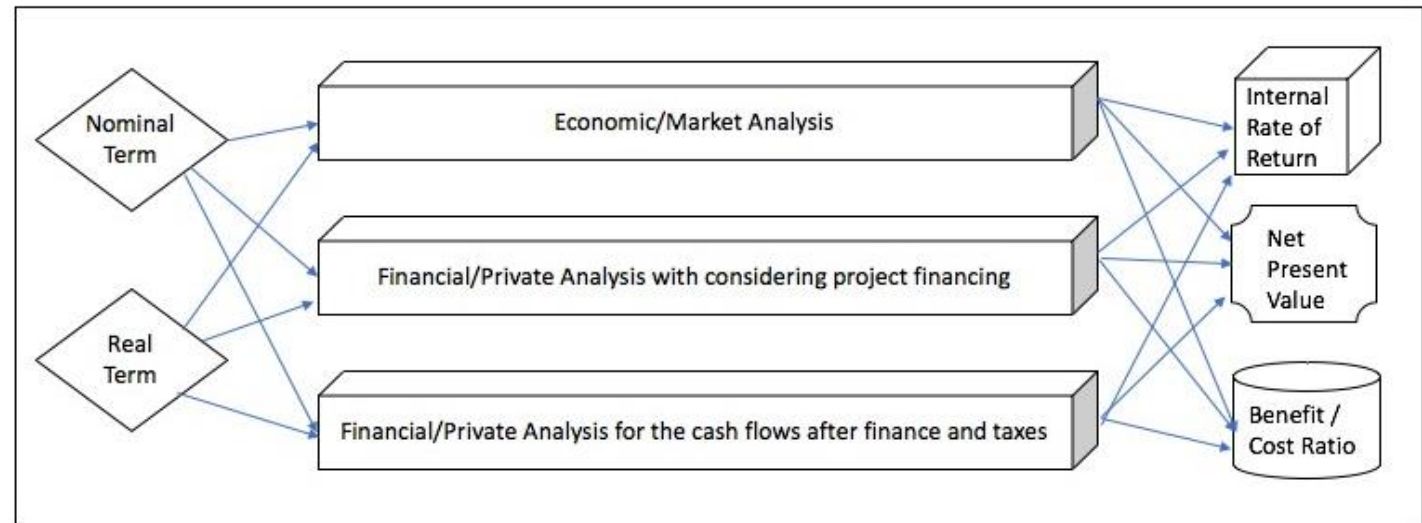 Nominal
Term
Economic/Market Analysis
Internal
Rate of
Return
Financial/Private Analysis with considering project financing
Net
Present
Value
Real
Term
Financial/Private Analysis for the cash flows after finance and taxes
Benefit /
Cost Ratio